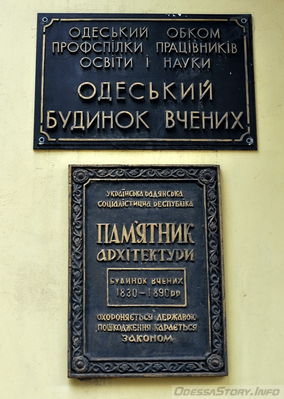 ОДЕСЬКИЙ ОБКОМ
ПРОФСПІЛКИ ПРАЦІВНИКІВ
ОСВІТИ І НАУКИ
ОДЕСЬКИЙ
БУДИНОК ВЧЕНИХ
УКРАЇНСЬКА РАДЯНСЬКА
СОЦІАЛІСТИЧНА РЕСПУБЛІКА
ПАМ'ЯТНИК
АРХІТЕКТУРИ
БУДИНОК ВЧЕНИХ
1830–1890рр
ОХОРОНЯЄТЬСЯ ДЕРЖАВОЮ,
ПОШКОДЖЕННЯ КАРАЄТЬСЯ
ЗАКОНОМ
OdessaStory.Info